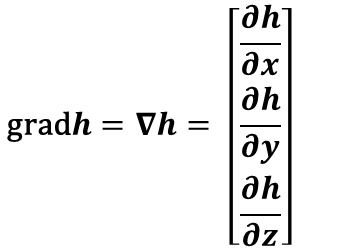 gradh = ∇h = [∂h/∂x ∂h/∂y ∂h/∂z]